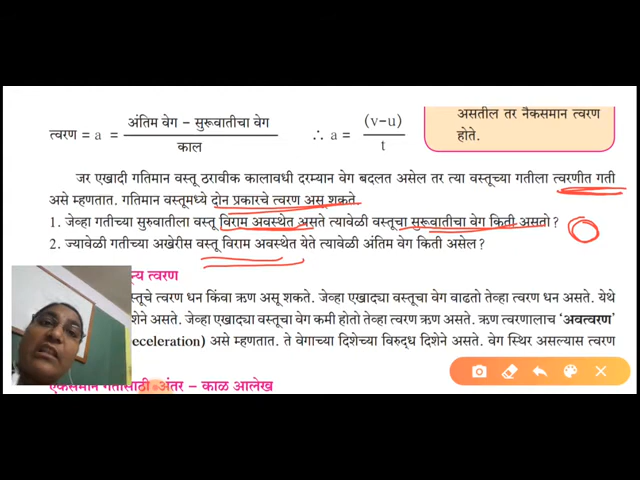 असतील तर नैकसमान त्वरण
होते.
त्वरण = a = अंतिम वेग – सुरूवातीचा वेग / काल ∴ a = (v–u) / t
जर एखादी गतिमान वस्तू ठरावीक कालावधी दरम्यान वेग बदलत असेल तर त्या वस्तूच्या गतीला त्वरणीत गती
असे म्हणतात. गतिमान वस्तूमध्ये दोन प्रकारचे त्वरण असू शकते.
1. जेव्हा गतीच्या सुरुवातीला वस्तू विराम अवस्थेत असते त्यावेळी वस्तूचा सुरूवातीचा वेग किती असतो ?
2. ज्यावेळी गतीच्या अखेरीस वस्तू विराम अवस्थेत येते त्यावेळी अंतिम वेग किती असेल ?
न्य त्वरण
स्तूचे त्वरण धन किंवा ऋण असू शकते. जेव्हा एखाद्या वस्तूचा वेग वाढतो तेव्हा त्वरण धन असते. येथे
देशेने असते. जेव्हा एखाद्या वस्तूचा वेग कमी होतो तेव्हा त्वरण ऋण असते. ऋण त्वरणालाच ‘अवत्वरण’
eceleration) असे म्हणतात. ते वेगाच्या दिशेच्या विरुद्ध दिशेने असते. वेग स्थिर असल्यास त्वरण
एकसमान गतीसाठी अंतर – काळ आलेख